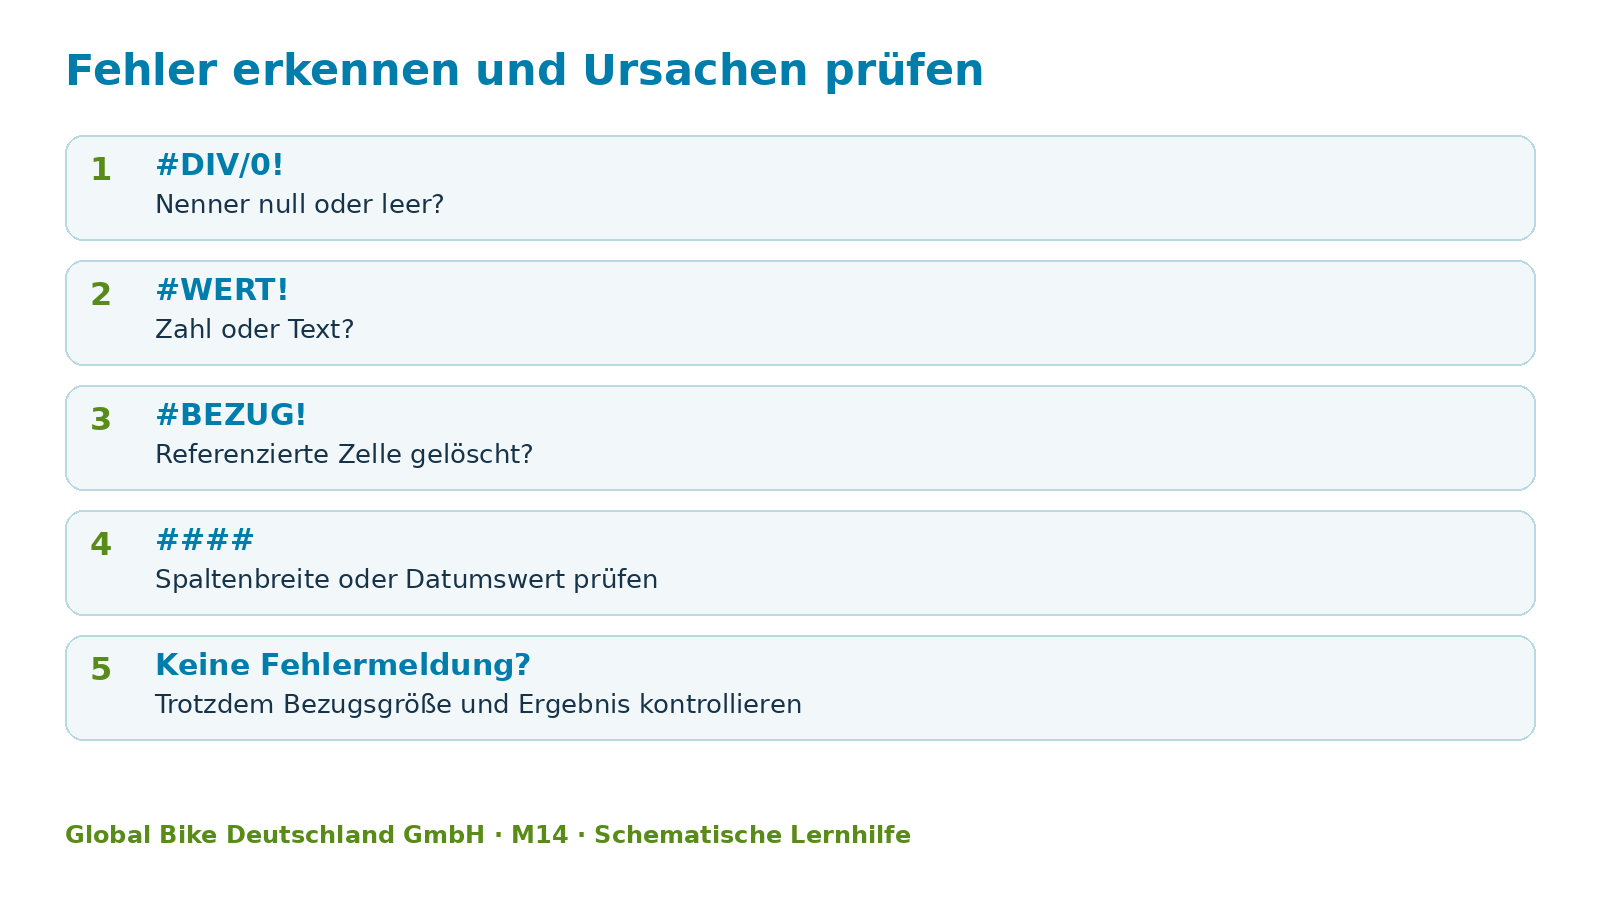 Fehler erkennen und Ursachen prüfen
1
#DIV/0!
Nenner null oder leer?
2
#WERT!
Zahl oder Text?
3
#BEZUG!
Referenzierte Zelle gelöscht?
4
####
Spaltenbreite oder Datumswert prüfen
5
Keine Fehlermeldung?
Trotzdem Bezugsgröße und Ergebnis kontrollieren
Global Bike Deutschland GmbH · M14 · Schematische Lernhilfe